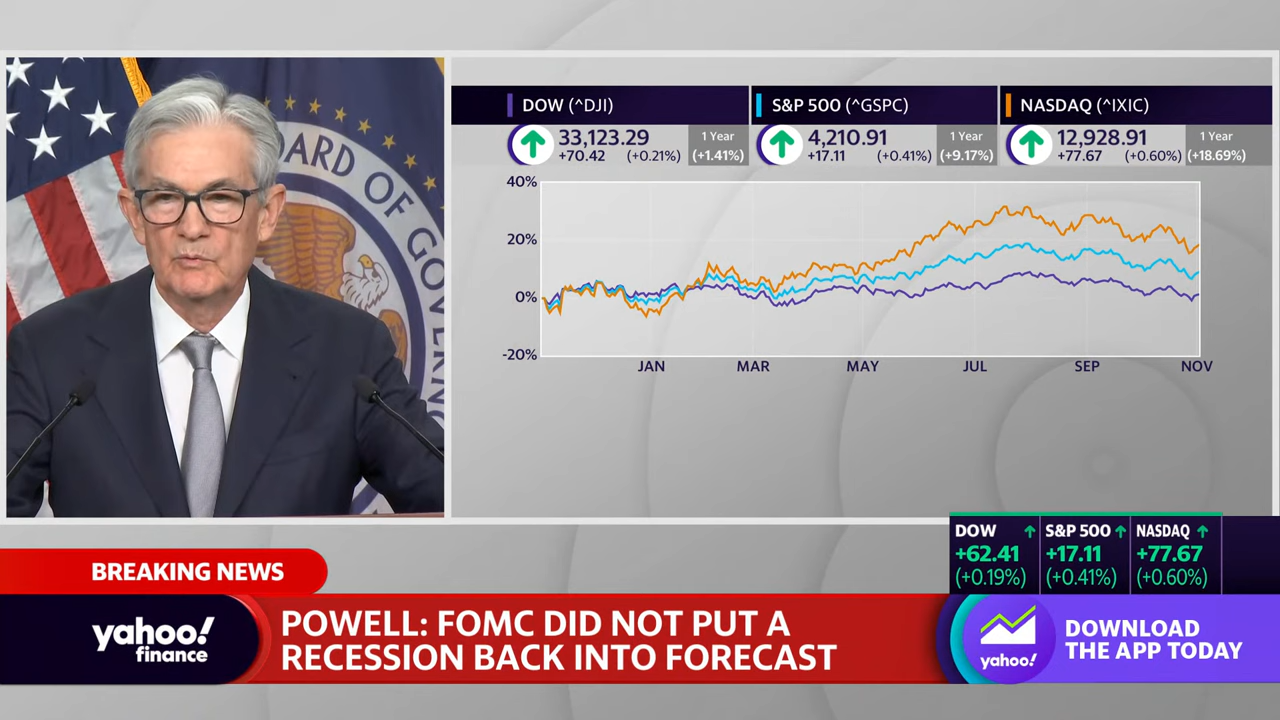 DOW (^DJI)
33,123.29
+70.42 (+0.21%)
1 Year
(+1.41%)
S&P 500 (^GSPC)
4,210.91
+17.11 (+0.41%)
1 Year
(+9.17%)
NASDAQ (^IXIC)
12,928.91
+77.67 (+0.60%)
1 Year
(+18.69%)
40%
20%
0%
-20%
JAN MAR MAY JUL SEP NOV
ARD OF GOVERNO
DOW
+62.41
(+0.19%)
S&P 500
+17.11
(+0.41%)
NASDAQ
+77.67
(+0.60%)
BREAKING NEWS
yahoo!
finance
POWELL: FOMC DID NOT PUT A
RECESSION BACK INTO FORECAST
yahoo!
DOWNLOAD
THE APP TODAY